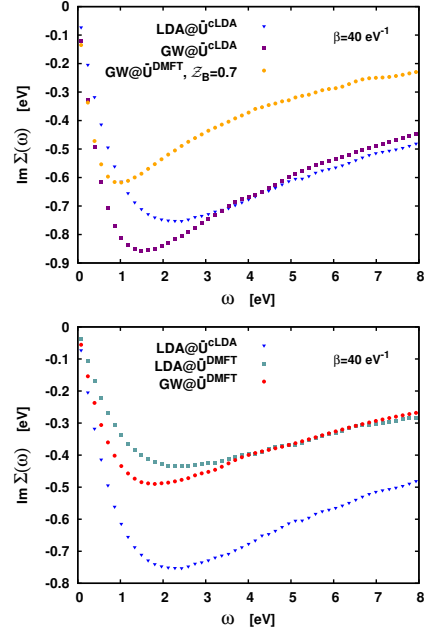 0
-0.1
-0.2
-0.3
-0.4
-0.5
-0.6
-0.7
-0.8
-0.9
Im Σ(ω) [eV]
LDA@Ū^cLDA
GW@Ū^cLDA
GW@Ū^DMFT, Z_B=0.7
β=40 eV⁻¹
0 1 2 3 4 5 6 7 8
ω [eV]
0
-0.1
-0.2
-0.3
-0.4
-0.5
-0.6
-0.7
-0.8
Im Σ(ω) [eV]
LDA@Ū^cLDA
LDA@Ū^DMFT
GW@Ū^DMFT
β=40 eV⁻¹
0 1 2 3 4 5 6 7 8
ω [eV]